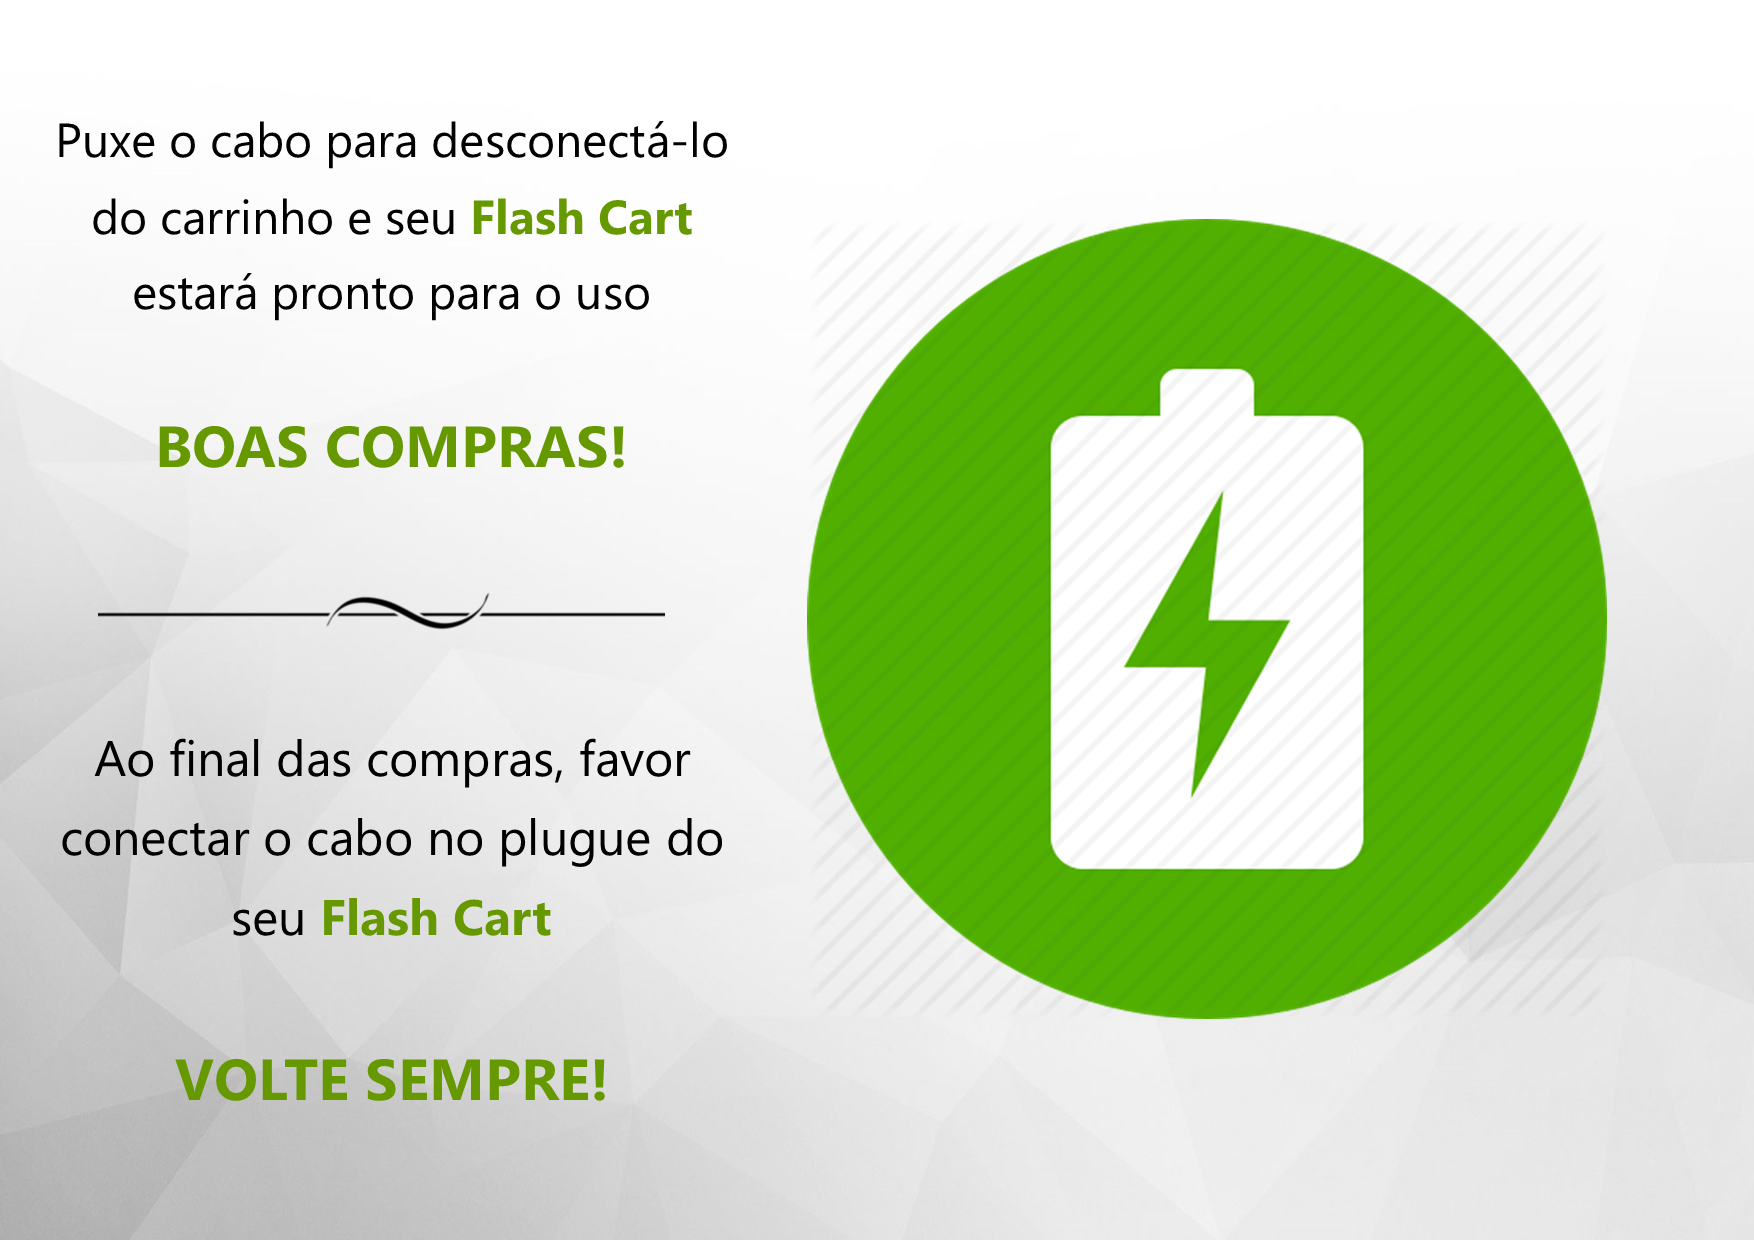 Puxe o cabo para desconectá-lo
do carrinho e seu Flash Cart
estará pronto para o uso
BOAS COMPRAS!
Ao final das compras, favor
conectar o cabo no plugue do
seu Flash Cart
VOLTE SEMPRE!